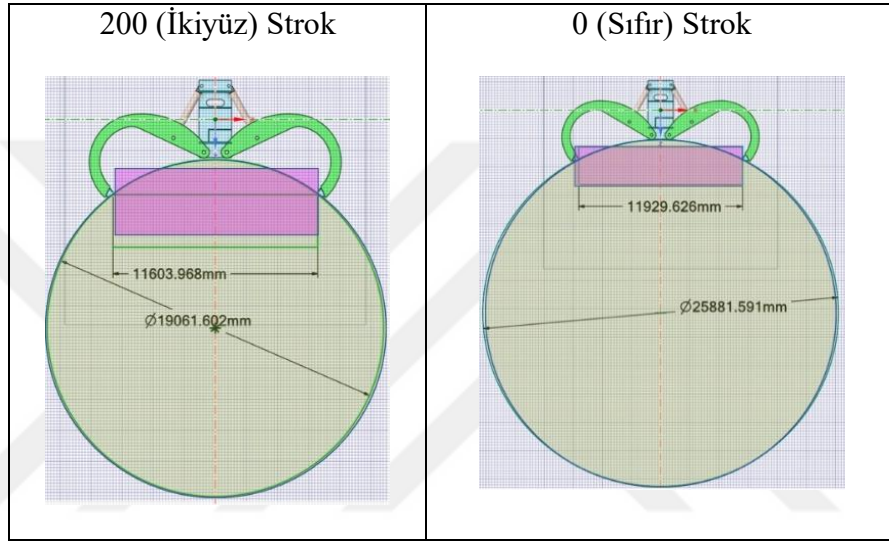 200 (İkiyüz) Strok
0 (Sıfır) Strok
11603.968mm
Ø19061.602mm
11929.626mm
Ø25881.591mm